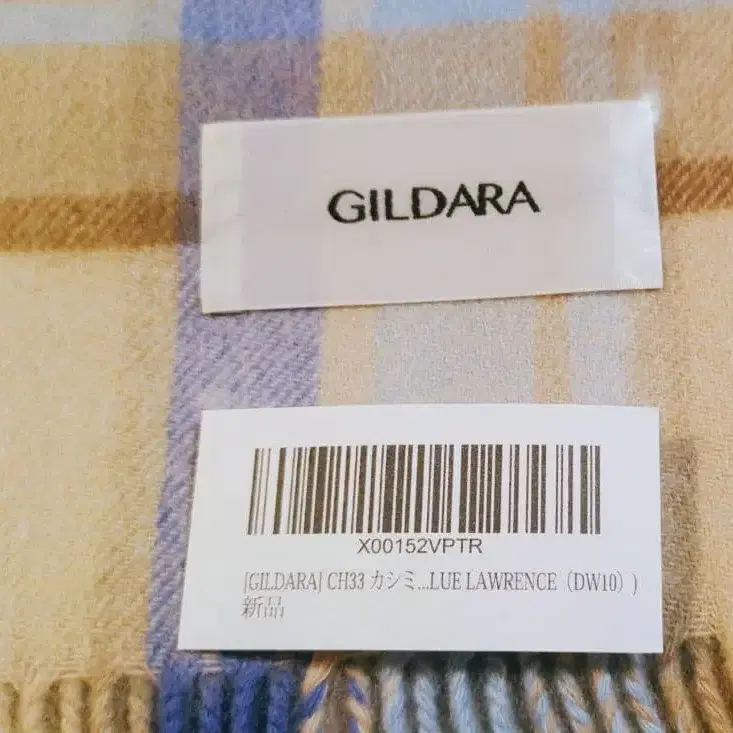 GILDARA
X00152VPTR
[GILDARA] CH33 カシミ...LUE LAWRENCE（DW10）)
新品